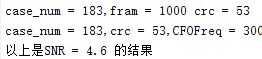 case_num = 183,fram = 1000 crc = 53
case_num = 183,crc = 53,CFOFreq = 300
以上是SNR = 4.6 的结果